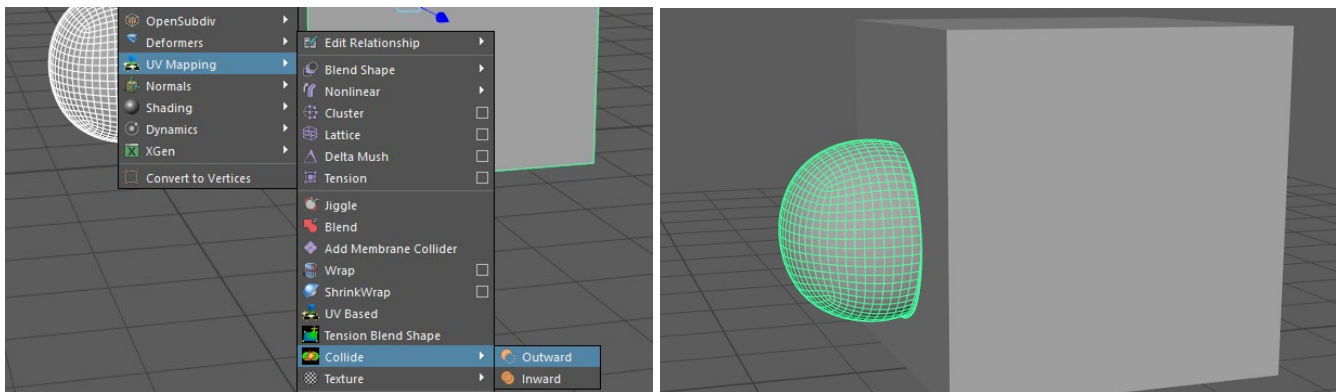 OpenSubdiv
Deformers
UV Mapping
Normals
Shading
Dynamics
XGen
Convert to Vertices
Edit Relationship
Blend Shape
Nonlinear
Cluster
Lattice
Delta Mush
Tension
Jiggle
Blend
Add Membrane Collider
Wrap
ShrinkWrap
UV Based
Tension Blend Shape
Collide
Texture
Outward
Inward